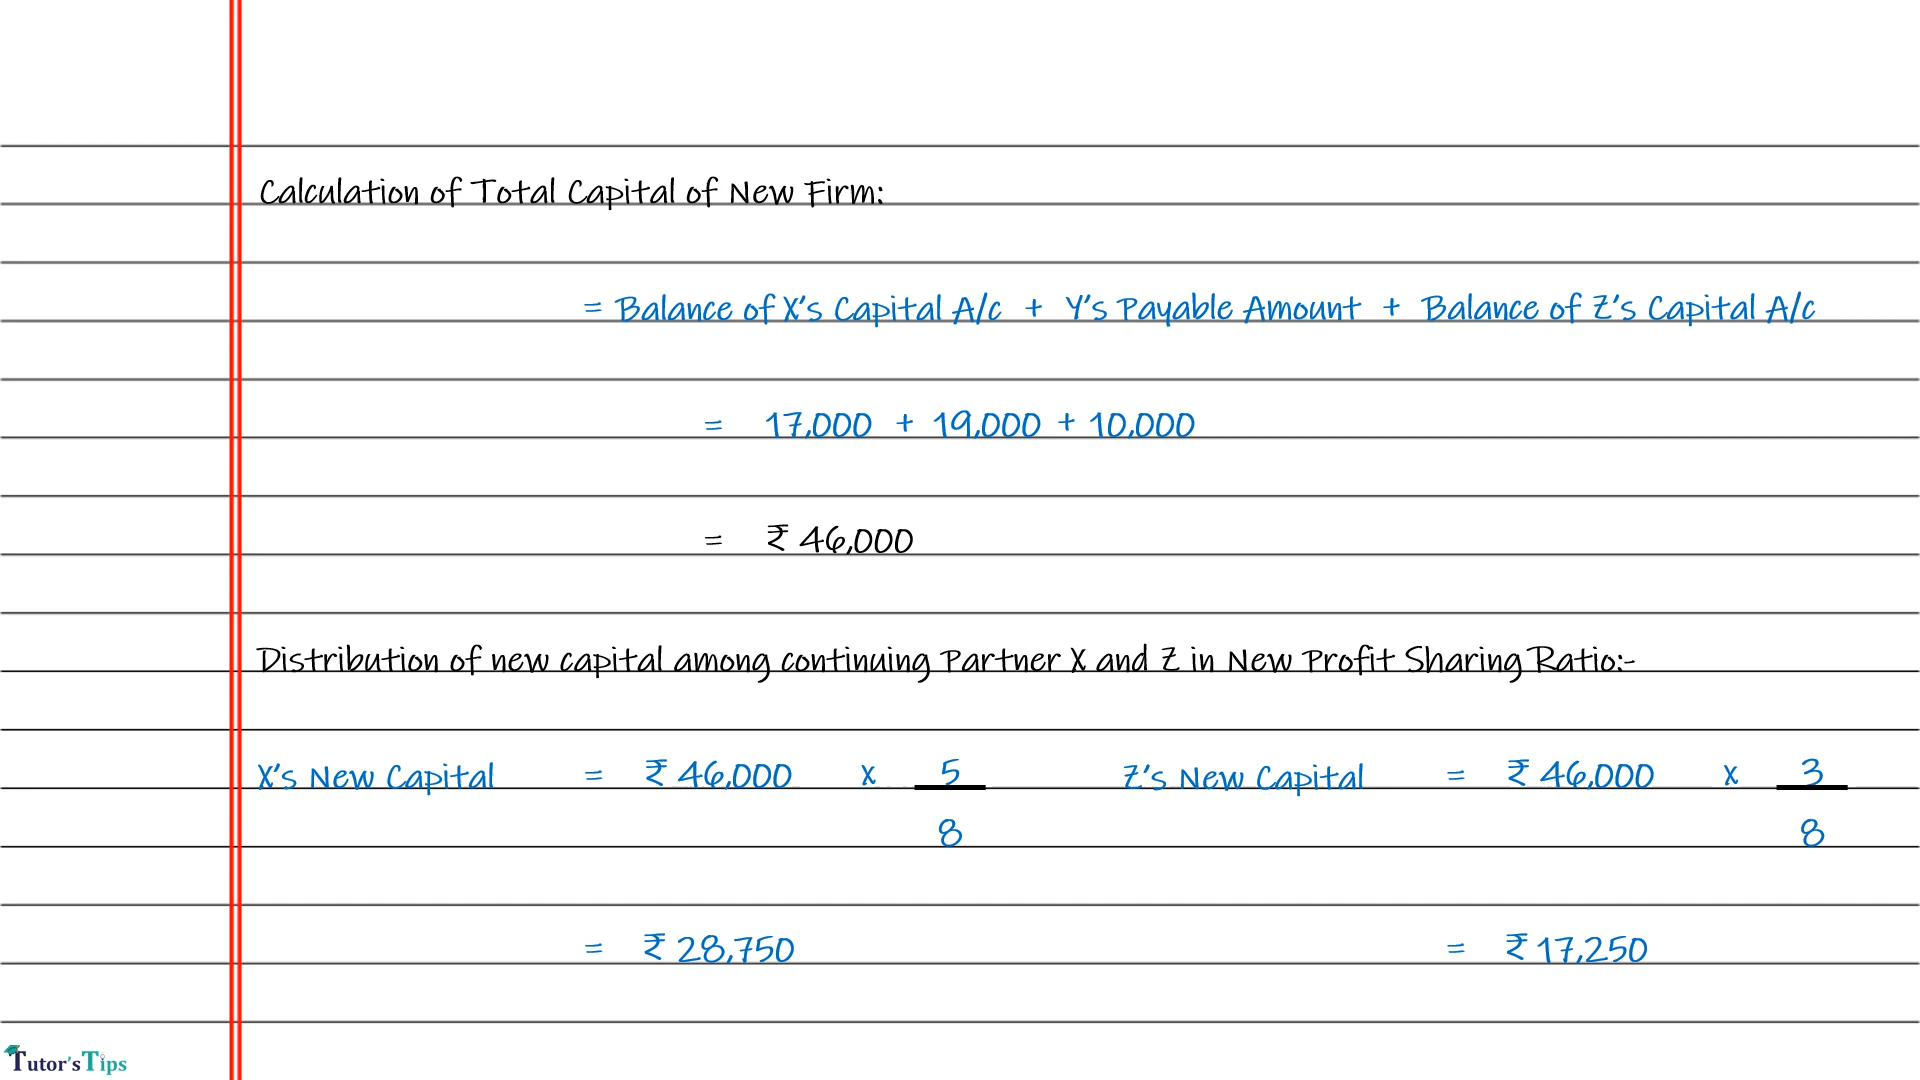 Calculation of Total Capital of New Firm:
= Balance of X's Capital A/c + Y's Payable Amount + Balance of Z's Capital A/c
= 17,000 + 19,000 + 10,000
= ₹ 46,000
Distribution of new capital among continuing Partner X and Z in New Profit Sharing Ratio:-
X's New Capital = ₹ 46,000 x 5 Z's New Capital = ₹ 46,000 x 3
8 8
= ₹ 28,750 = ₹ 17,250
Tutor'sTips